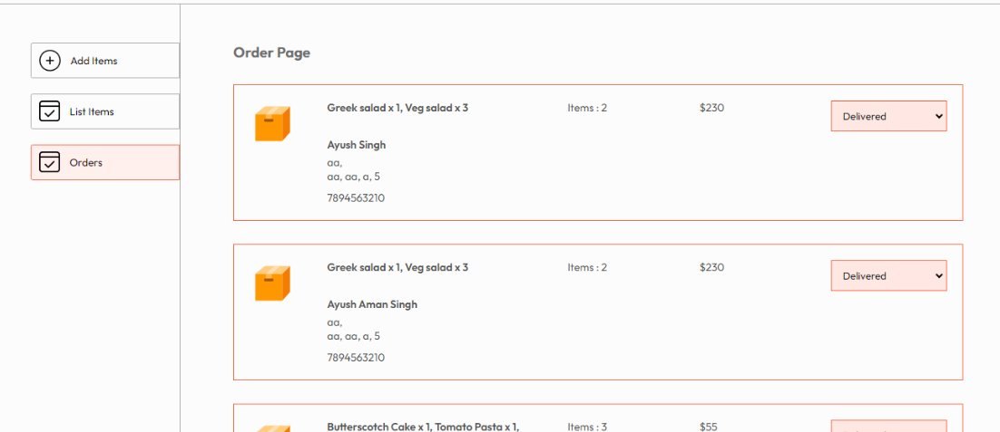 Add Items
List Items
Orders
Order Page
Greek salad x 1, Veg salad x 3
Items : 2
$230
Delivered
Ayush Singh
aa,
aa, aa, a, 5
7894563210
Greek salad x 1, Veg salad x 3
Items : 2
$230
Delivered
Ayush Aman Singh
aa,
aa, aa, a, 5
7894563210
Butterscotch Cake x 1, Tomato Pasta x 1,
Items : 3
$55